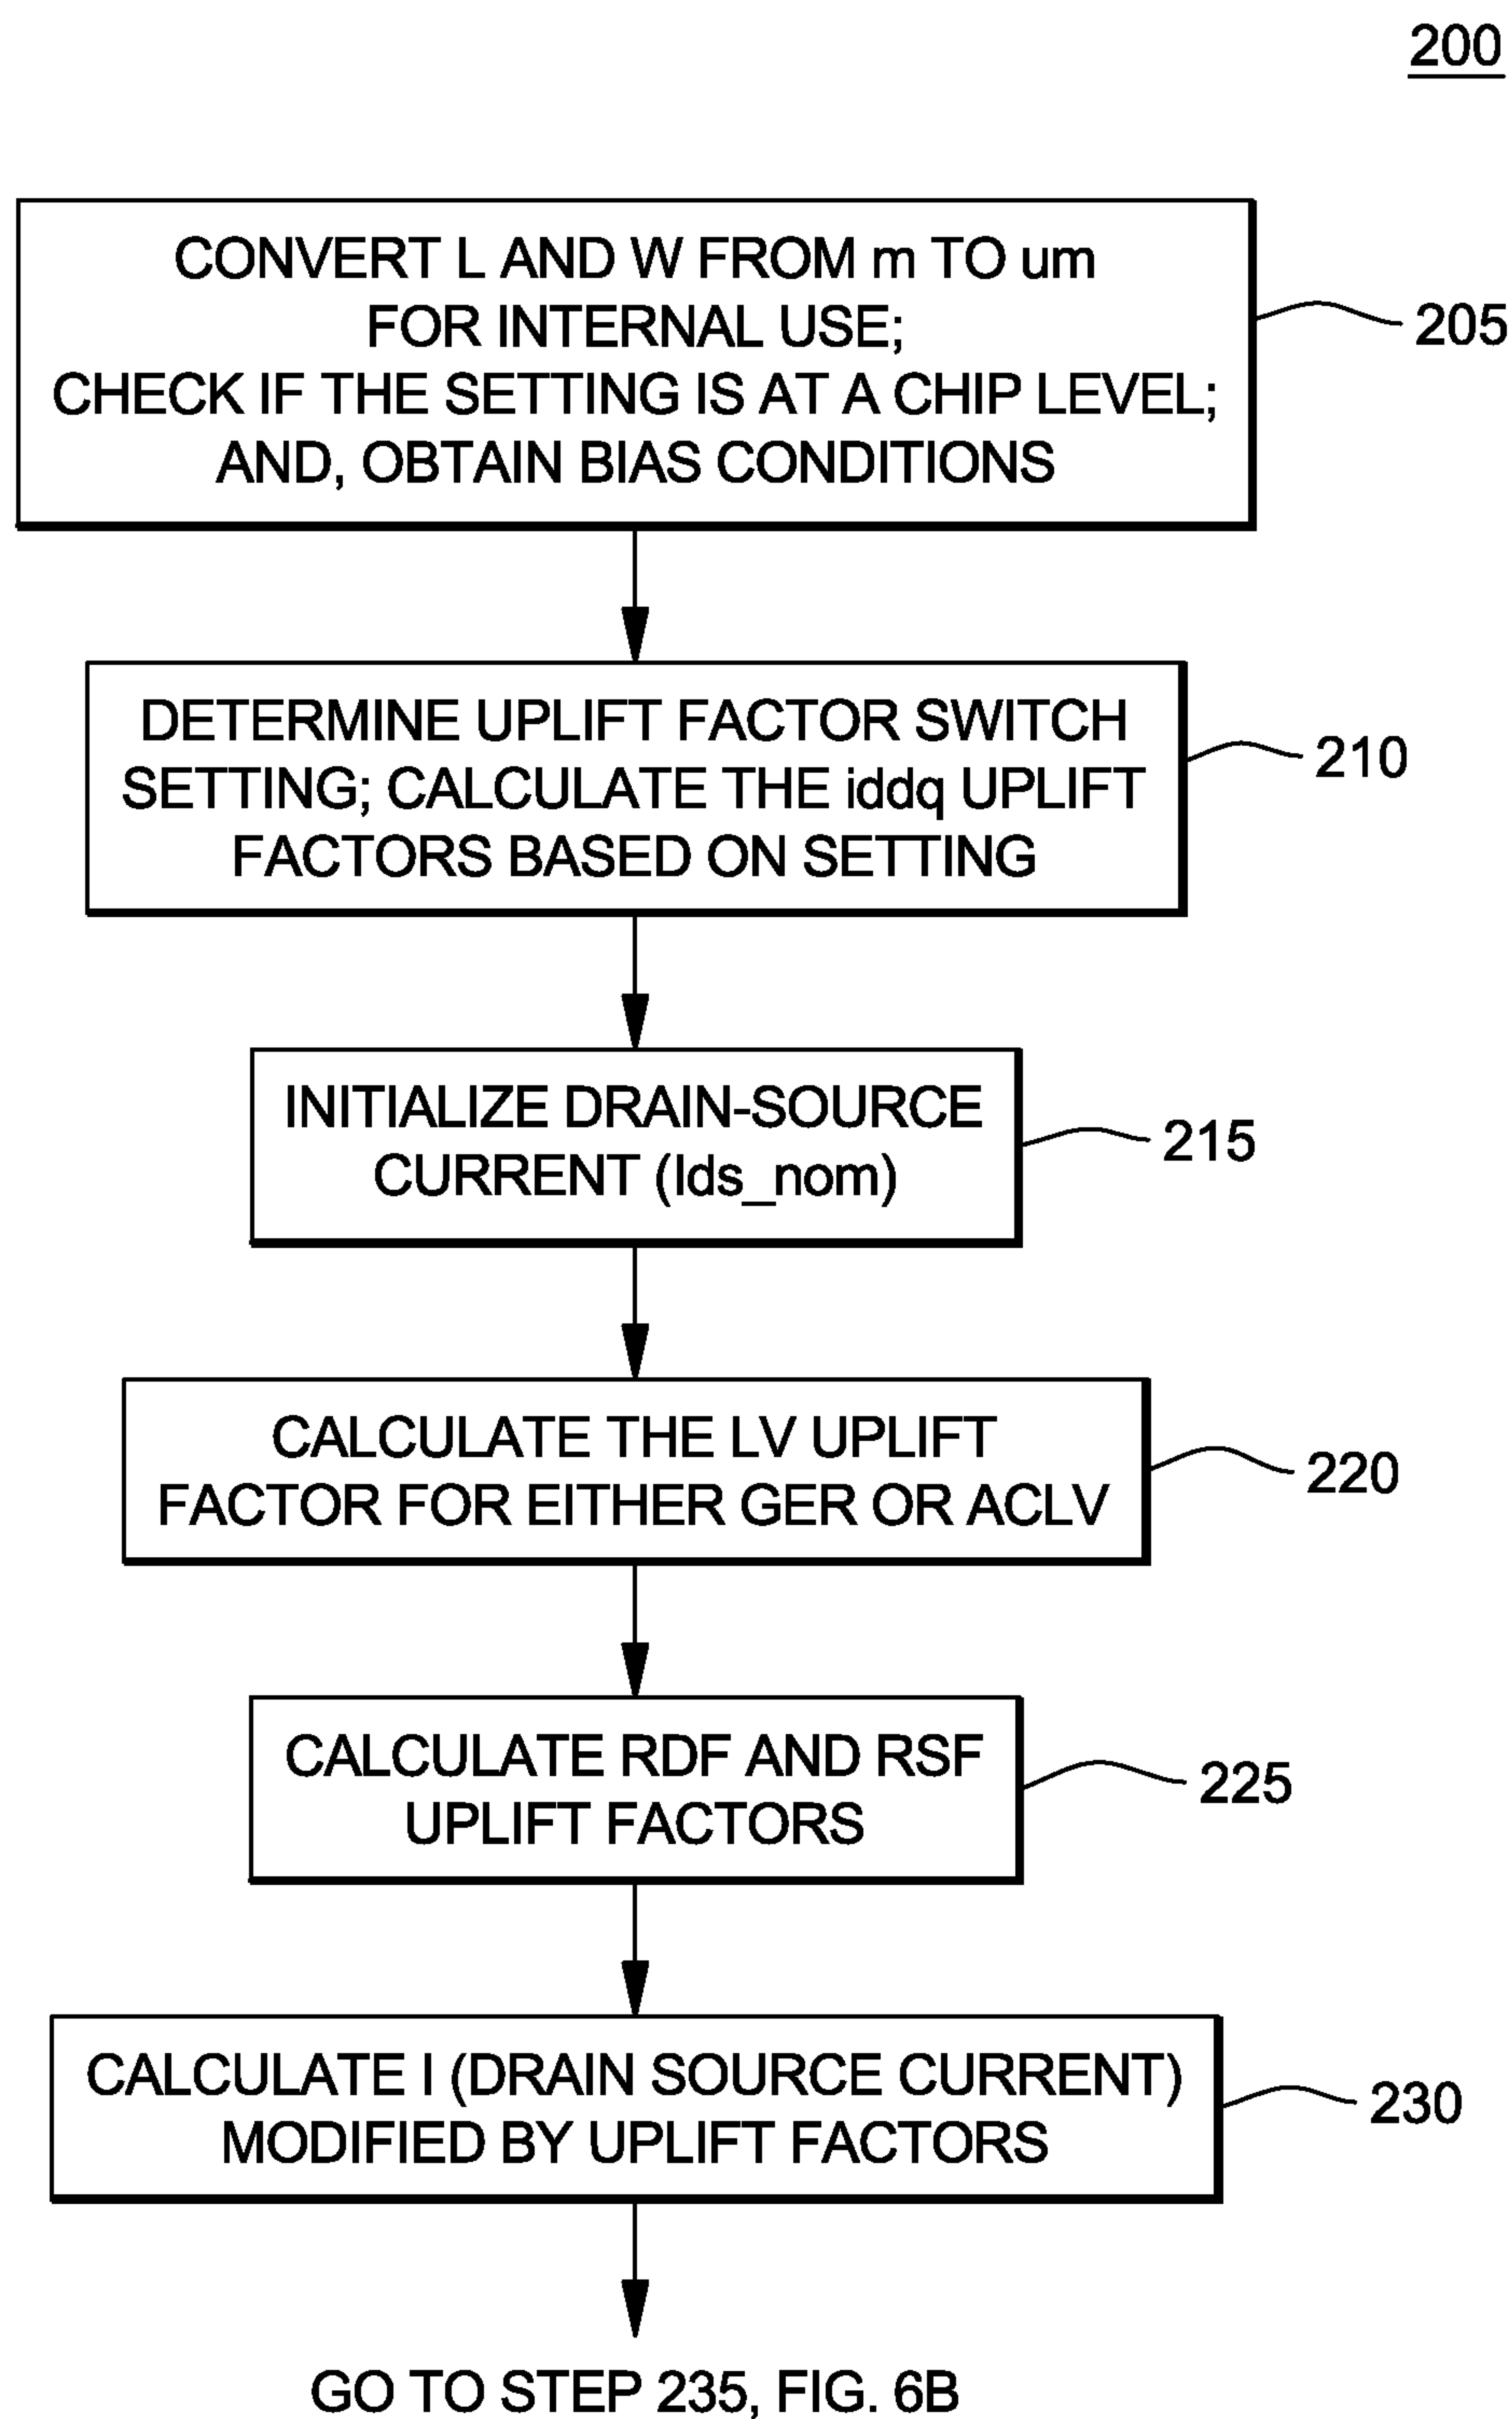 200
CONVERT L AND W FROM m TO um
FOR INTERNAL USE;
CHECK IF THE SETTING IS AT A CHIP LEVEL;
AND, OBTAIN BIAS CONDITIONS
205
DETERMINE UPLIFT FACTOR SWITCH
SETTING; CALCULATE THE iddq UPLIFT
FACTORS BASED ON SETTING
210
INITIALIZE DRAIN-SOURCE
CURRENT (Ids_nom)
215
CALCULATE THE LV UPLIFT
FACTOR FOR EITHER GER OR ACLV
220
CALCULATE RDF AND RSF
UPLIFT FACTORS
225
CALCULATE I (DRAIN SOURCE CURRENT)
MODIFIED BY UPLIFT FACTORS
230
GO TO STEP 235, FIG. 6B